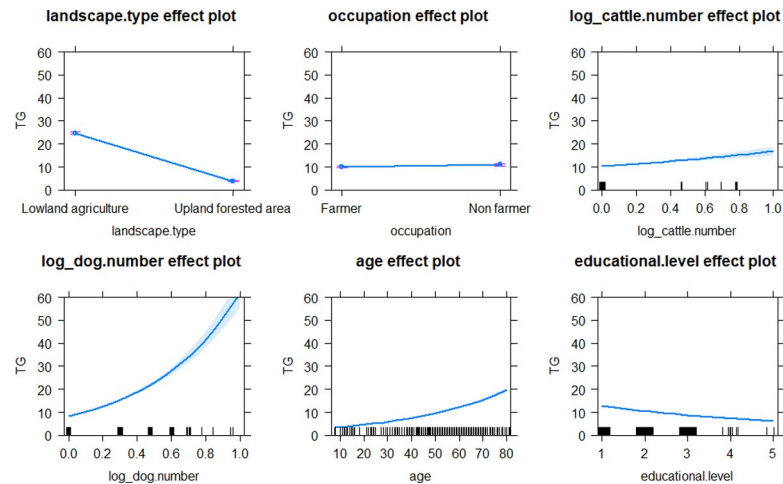 landscape.type effect plot
60
50
40
30
20
10
0
TG
Lowland agriculture Upland forested area
landscape.type
occupation effect plot
60
50
40
30
20
10
0
TG
Farmer Non farmer
occupation
log_cattle.number effect plot
60
50
40
30
20
10
0
TG
0.0 0.2 0.4 0.6 0.8 1.0
log_cattle.number
log_dog.number effect plot
60
50
40
30
20
10
0
TG
0.0 0.2 0.4 0.6 0.8 1.0
log_dog.number
age effect plot
60
50
40
30
20
10
0
TG
10 20 30 40 50 60 70 80
age
educational.level effect plot
60
50
40
30
20
10
0
TG
1 2 3 4 5
educational.level